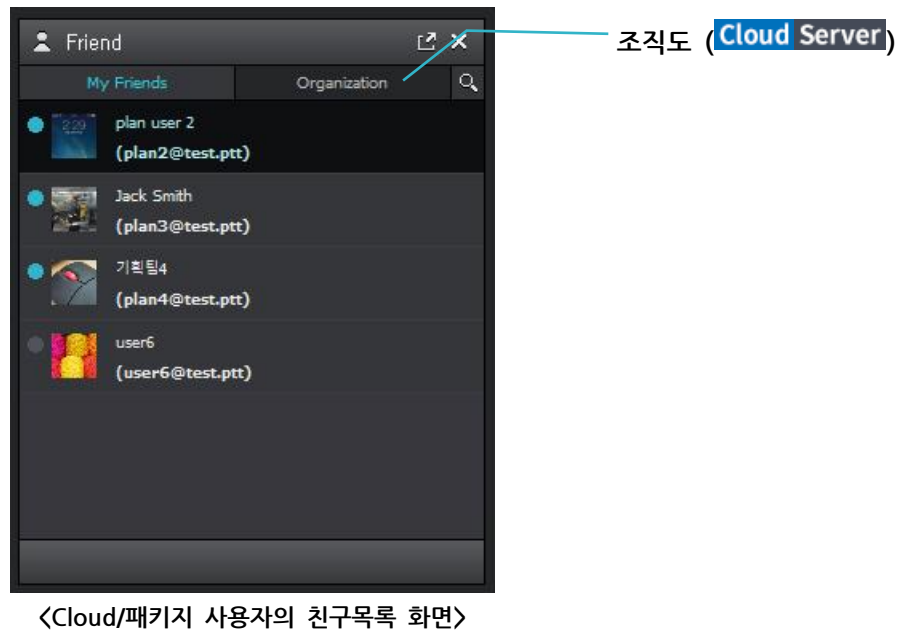 Friend
조직도 (Cloud Server)
My Friends Organization
2:29
plan user 2
(plan2@test.ptt)
Jack Smith
(plan3@test.ptt)
기획팀4
(plan4@test.ptt)
user6
(user6@test.ptt)
<Cloud/패키지 사용자의 친구목록 화면>